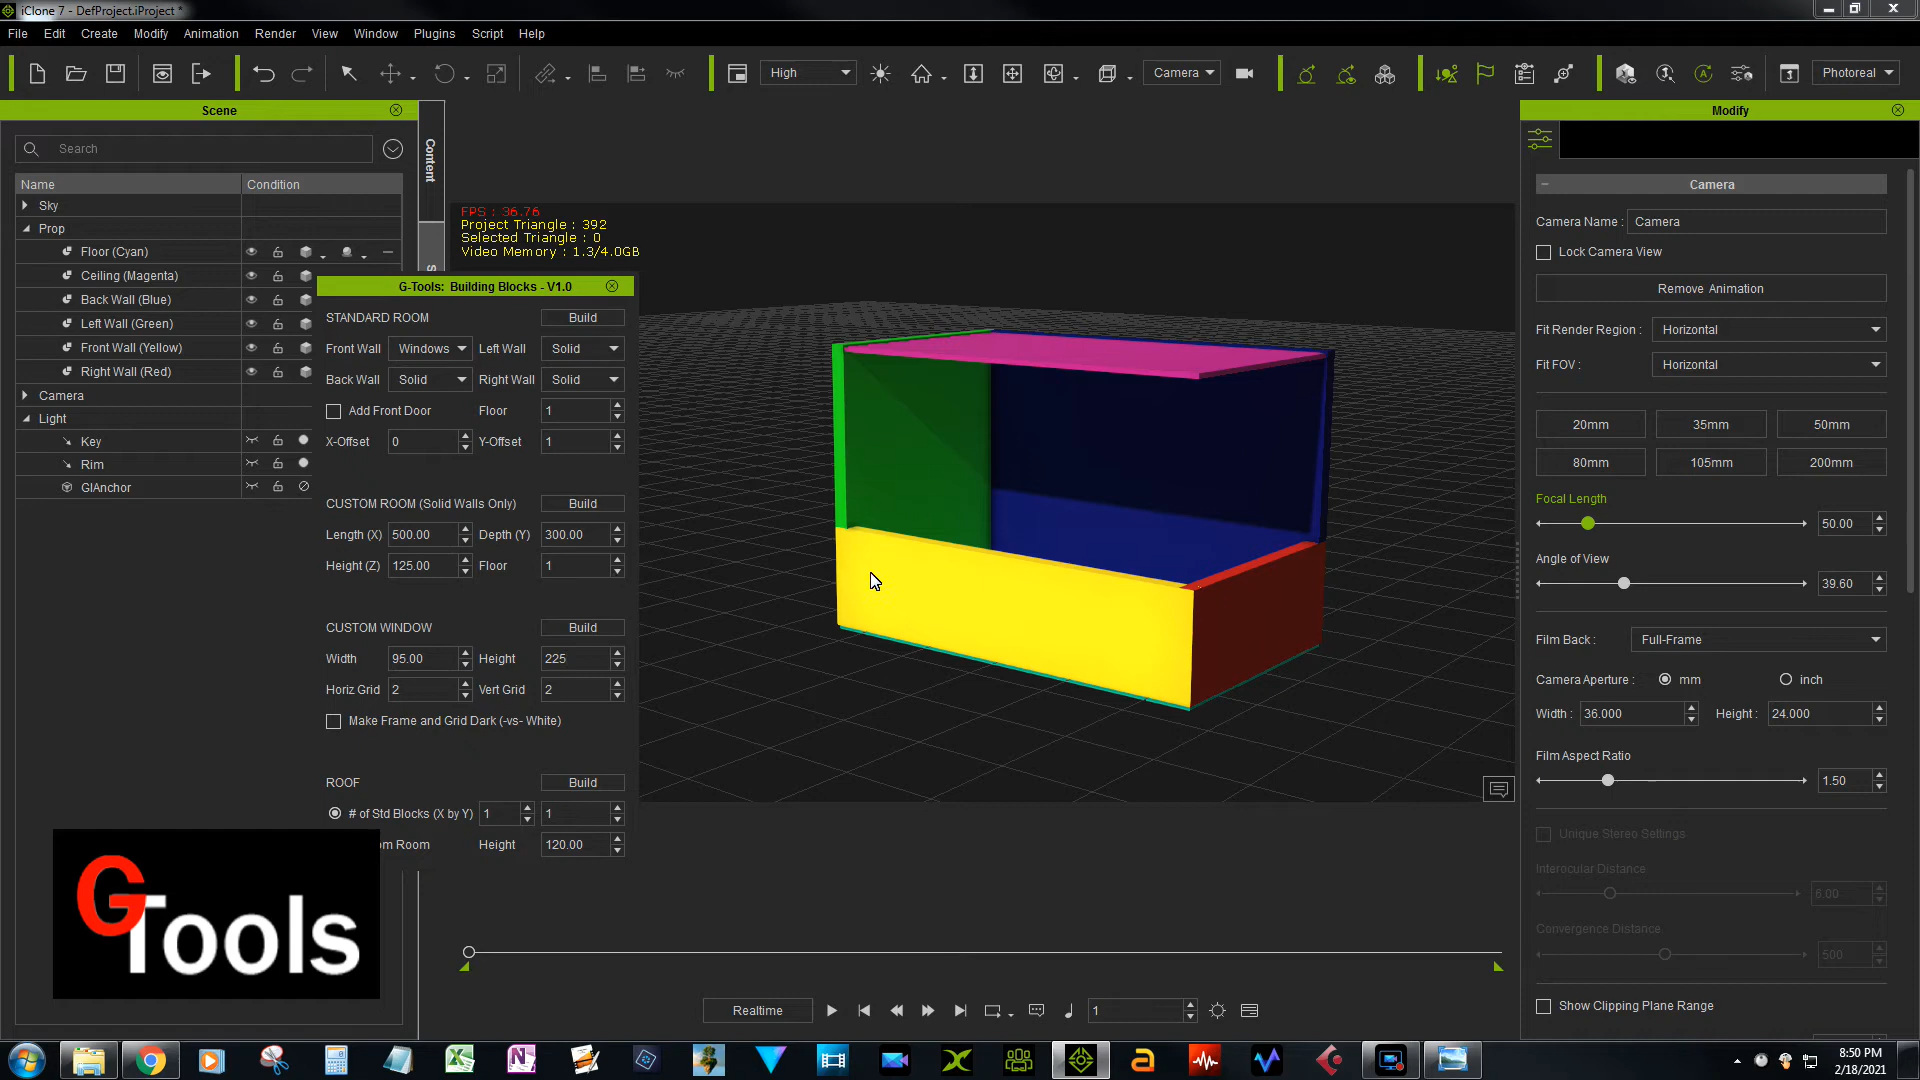 iClone 7 - DefProject.iProject *
File Edit Create Modify Animation Render View Window Plugins Script Help
High Camera Photoreal
Scene
Search
Name Condition
Sky
Prop
Floor (Cyan)
Ceiling (Magenta)
Back Wall (Blue)
Left Wall (Green)
Front Wall (Yellow)
Right Wall (Red)
Camera
Light
Key
Rim
GIAnchor
Content
FPS : 36.76
Project Triangle : 392
Selected Triangle : 0
Video Memory : 1.3/4.0GB
G-Tools: Building Blocks - V1.0
STANDARD ROOM Build
Front Wall Windows Left Wall Solid
Back Wall Solid Right Wall Solid
Add Front Door Floor 1
X-Offset 0 Y-Offset 1
CUSTOM ROOM (Solid Walls Only) Build
Length (X) 500.00 Depth (Y) 300.00
Height (Z) 125.00 Floor 1
CUSTOM WINDOW Build
Width 95.00 Height 225
Horiz Grid 2 Vert Grid 2
Make Frame and Grid Dark (-vs- White)
ROOF Build
# of Std Blocks (X by Y) 1 1
om Room Height 120.00
GTools
Realtime 1
Modify
Camera
Camera Name : Camera
Lock Camera View
Remove Animation
Fit Render Region : Horizontal
Fit FOV : Horizontal
20mm 35mm 50mm
80mm 105mm 200mm
Focal Length
50.00
Angle of View
39.60
Film Back : Full-Frame
Camera Aperture : mm inch
Width : 36.000 Height : 24.000
Film Aspect Ratio
1.50
Unique Stereo Settings
Interocular Distance
6.00
Convergence Distance
500
Show Clipping Plane Range
8:50 PM
2/18/2021